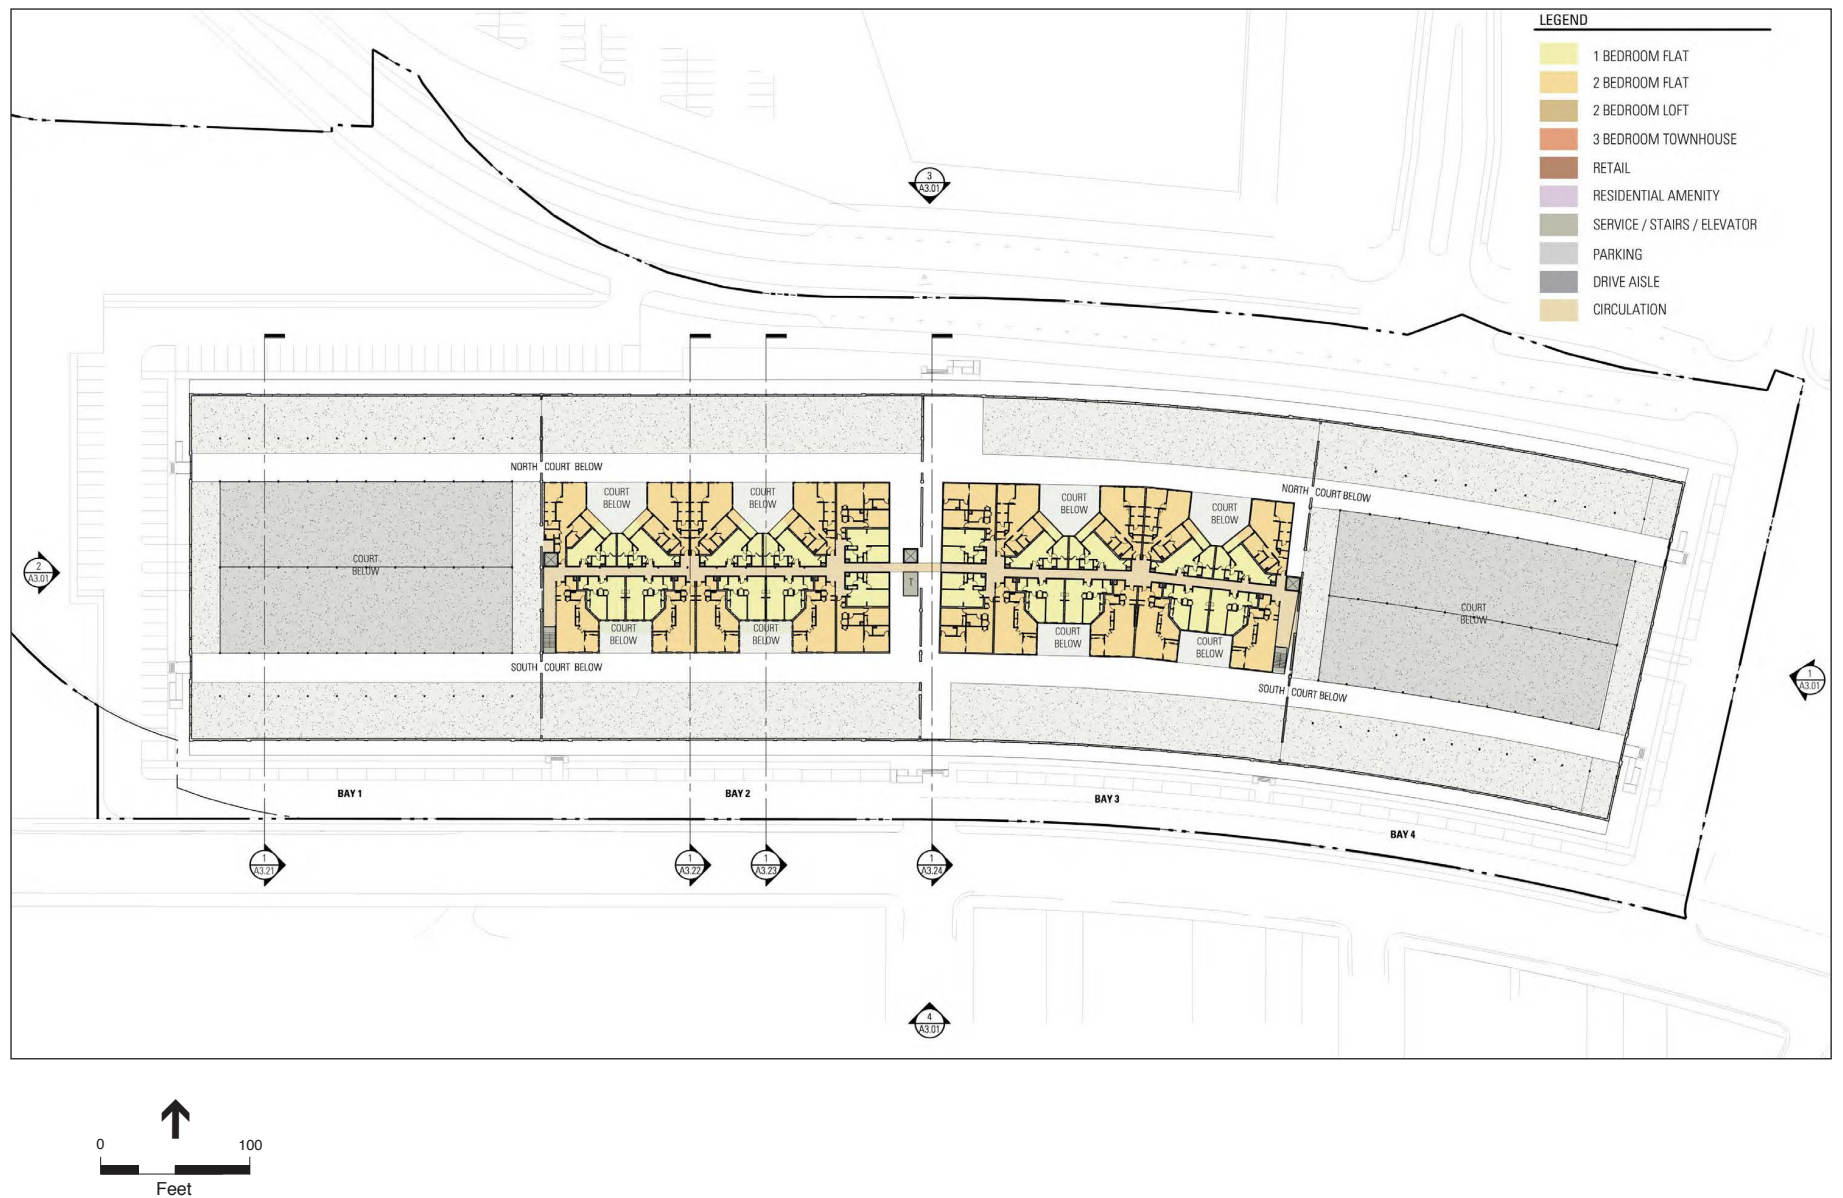 LEGEND
1 BEDROOM FLAT
2 BEDROOM FLAT
2 BEDROOM LOFT
3 BEDROOM TOWNHOUSE
RETAIL
RESIDENTIAL AMENITY
SERVICE / STAIRS / ELEVATOR
PARKING
DRIVE AISLE
CIRCULATION
3
A3.01
NORTH COURT BELOW
NORTH COURT BELOW
COURT
BELOW
COURT
BELOW
COURT
BELOW
COURT
BELOW
2
A3.01
COURT
BELOW
COURT
BELOW
COURT
BELOW
COURT
BELOW
COURT
BELOW
COURT
BELOW
SOUTH COURT BELOW
SOUTH COURT BELOW
1
A3.01
BAY 1
BAY 2
BAY 3
BAY 4
1
A3.21
1
A3.22
1
A3.23
1
A3.24
4
A3.01
0 100
Feet